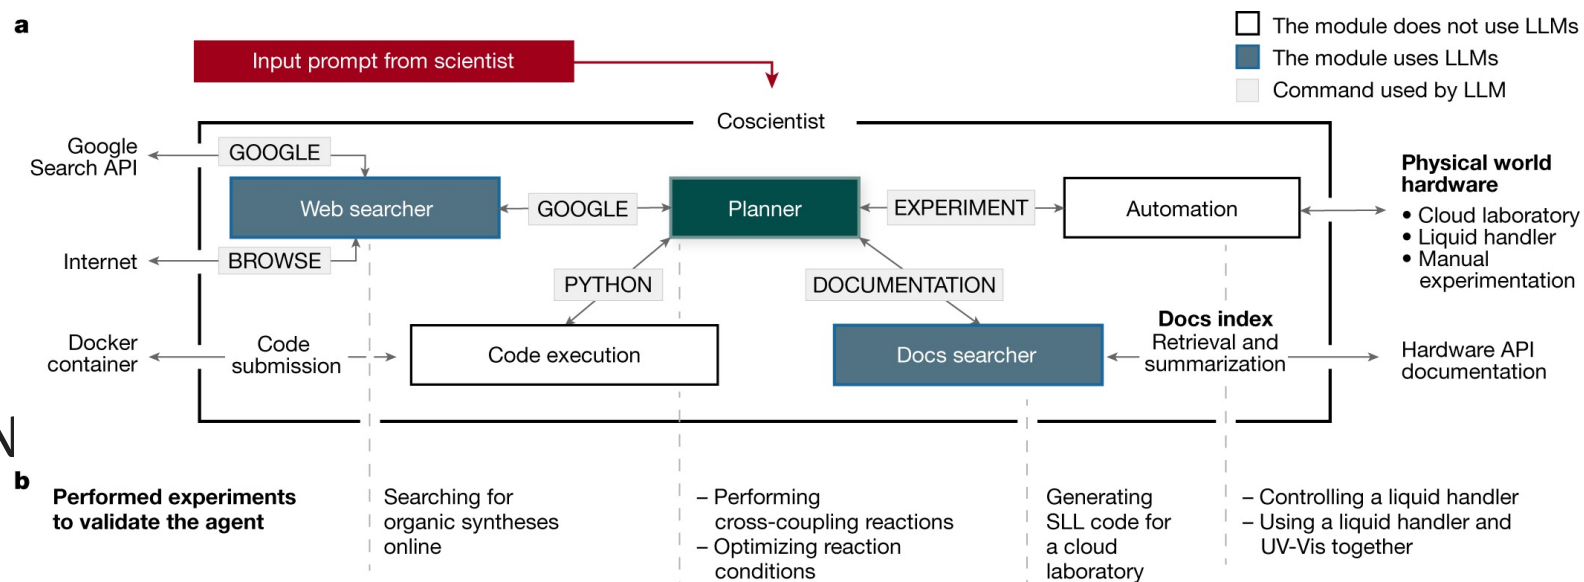 a
Input prompt from scientist
The module does not use LLMs
The module uses LLMs
Command used by LLM
Coscientist
Google
Search API
GOOGLE
Web searcher
GOOGLE
Planner
EXPERIMENT
Automation
Physical world
hardware
• Cloud laboratory
• Liquid handler
• Manual
experimentation
Internet
BROWSE
PYTHON
DOCUMENTATION
Docker
container
Code
submission
Code execution
Docs searcher
Docs index
Retrieval and
summarization
Hardware API
documentation
N
b
Performed experiments
to validate the agent
Searching for
organic syntheses
online
– Performing
cross-coupling reactions
– Optimizing reaction
conditions
Generating
SLL code for
a cloud
laboratory
– Controlling a liquid handler
– Using a liquid handler and
UV-Vis together